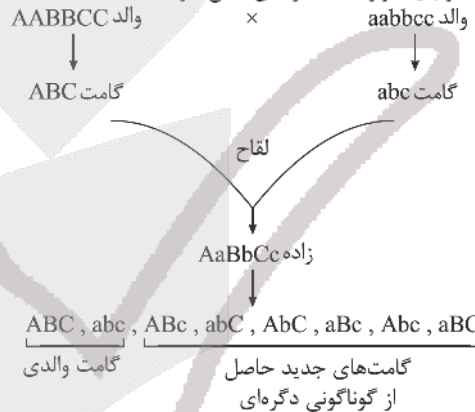 والد AABBCC × والد aabbcc
گامت ABC گامت abc
لقاح
زاده AaBbCc
ABC , abc , ABc , abC , AbC , aBc , Abc , aBC
گامت والدی گامت‌های جدید حاصل
از گوناگونی دگره‌ای